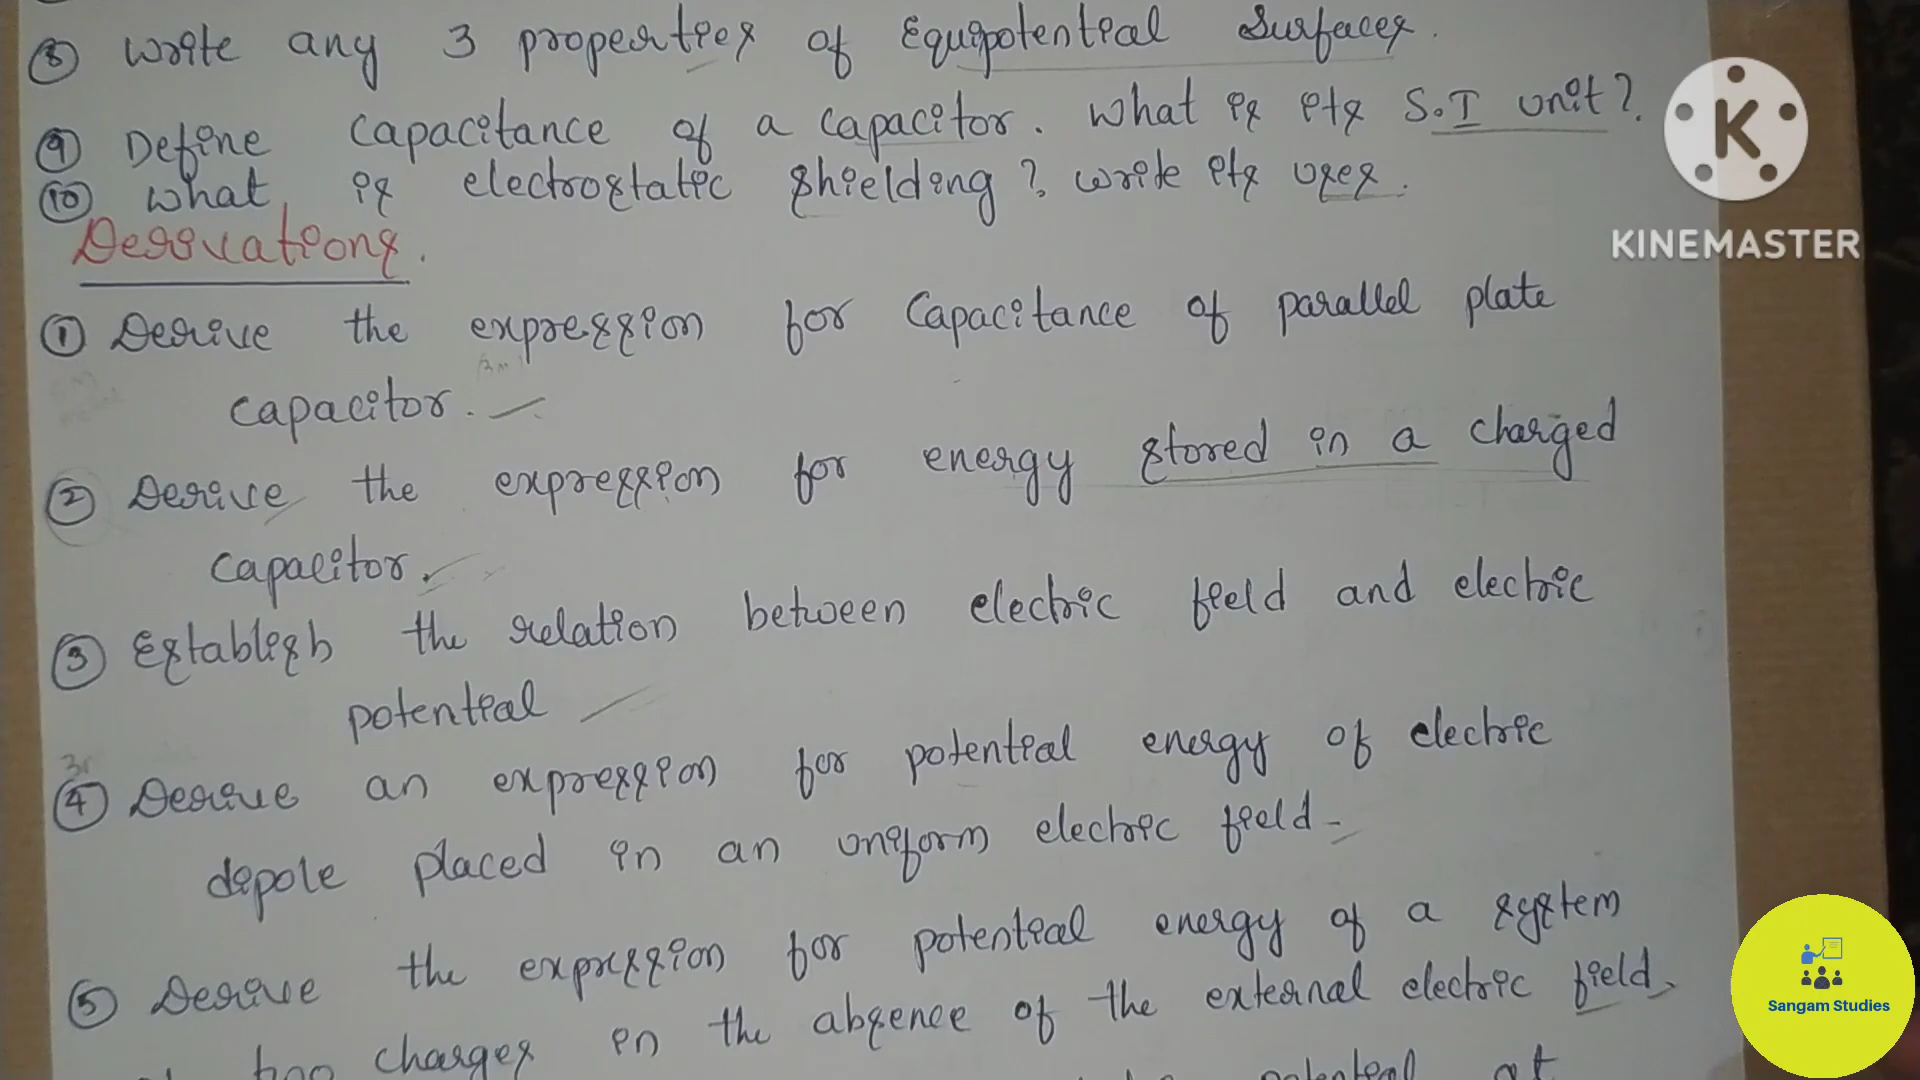 ⑧ Write any 3 properties of Equipotential Surfaces.
⑨ Define Capacitance of a capacitor. What is its S.I unit?
⑩ What is electrostatic shielding? write its uses.
Derivations.
① Derive the expression for Capacitance of parallel plate
capacitor.
② Derive the expression for energy stored in a charged
capacitor.
③ Establish the relation between electric field and electric
potential
④ Derive an expression for potential energy of electric
dipole placed in an uniform electric field.
⑤ Derive the expression for potential energy of a system
of two charges in the absence of the external electric field.
potential at
K
KINEMASTER
Sangam Studies